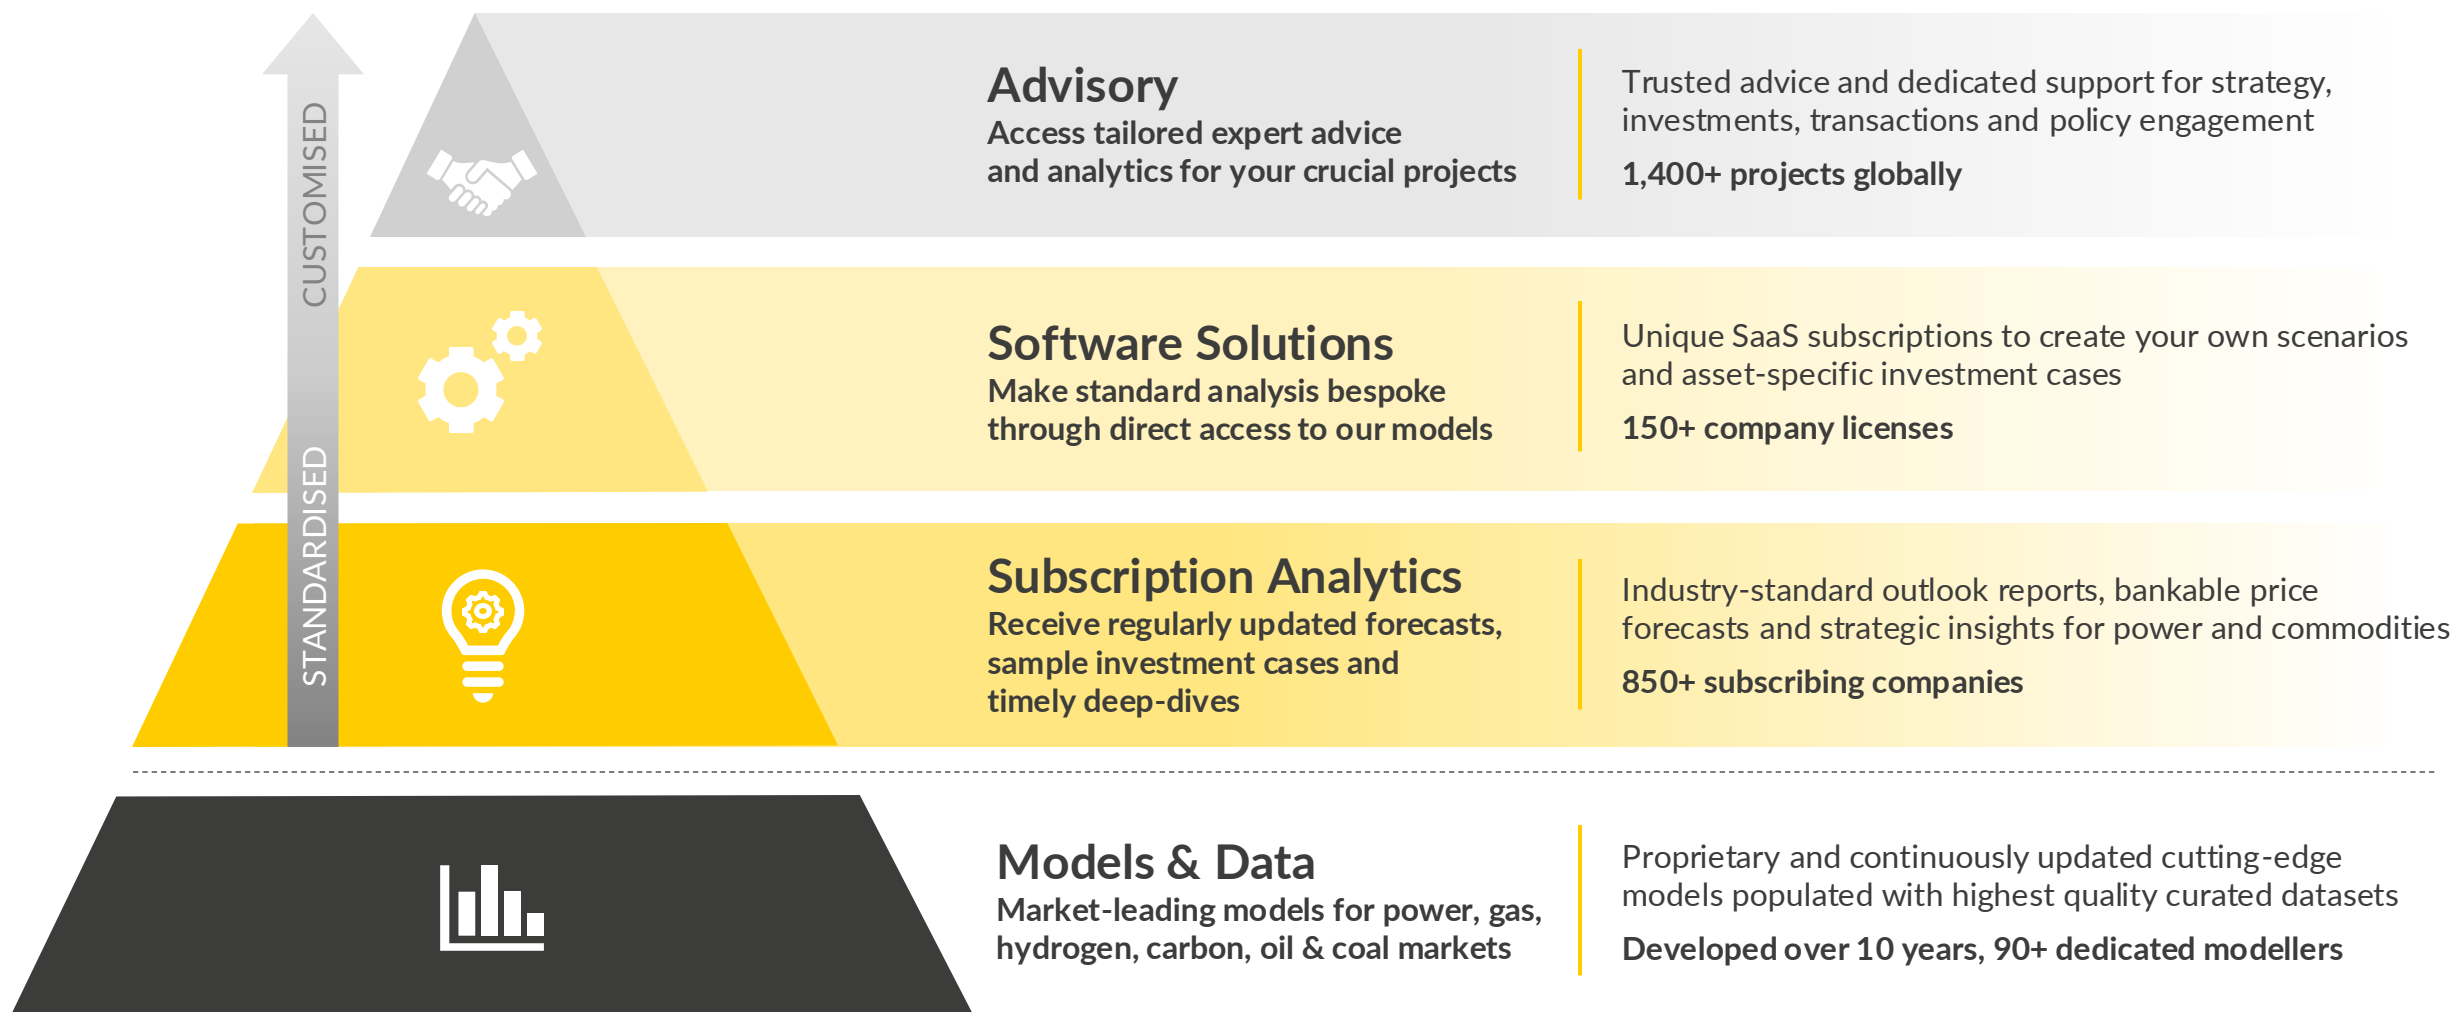 CUSTOMISED
STANDARDISED
Advisory
Access tailored expert advice
and analytics for your crucial projects
Trusted advice and dedicated support for strategy,
investments, transactions and policy engagement
1,400+ projects globally
Software Solutions
Make standard analysis bespoke
through direct access to our models
Unique SaaS subscriptions to create your own scenarios
and asset-specific investment cases
150+ company licenses
Subscription Analytics
Receive regularly updated forecasts,
sample investment cases and
timely deep-dives
Industry-standard outlook reports, bankable price
forecasts and strategic insights for power and commodities
850+ subscribing companies
Models & Data
Market-leading models for power, gas,
hydrogen, carbon, oil & coal markets
Proprietary and continuously updated cutting-edge
models populated with highest quality curated datasets
Developed over 10 years, 90+ dedicated modellers